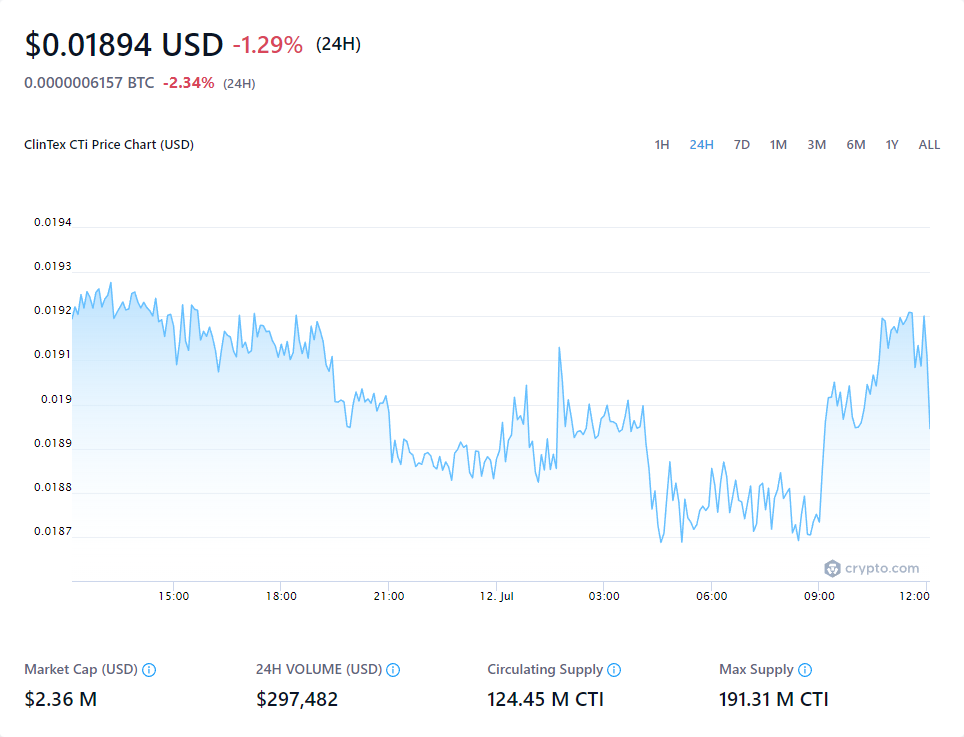 $0.01894 USD -1.29% (24H)
0.0000006157 BTC -2.34% (24H)
ClinTex CTi Price Chart (USD) 1H 24H 7D 1M 3M 6M 1Y ALL
0.0194
0.0193
0.0192
0.0191
0.019
0.0189
0.0188
0.0187
crypto.com
15:00 18:00 21:00 12. Jul 03:00 06:00 09:00 12:00
Market Cap (USD) 24H VOLUME (USD) Circulating Supply Max Supply
$2.36 M $297,482 124.45 M CTI 191.31 M CTI